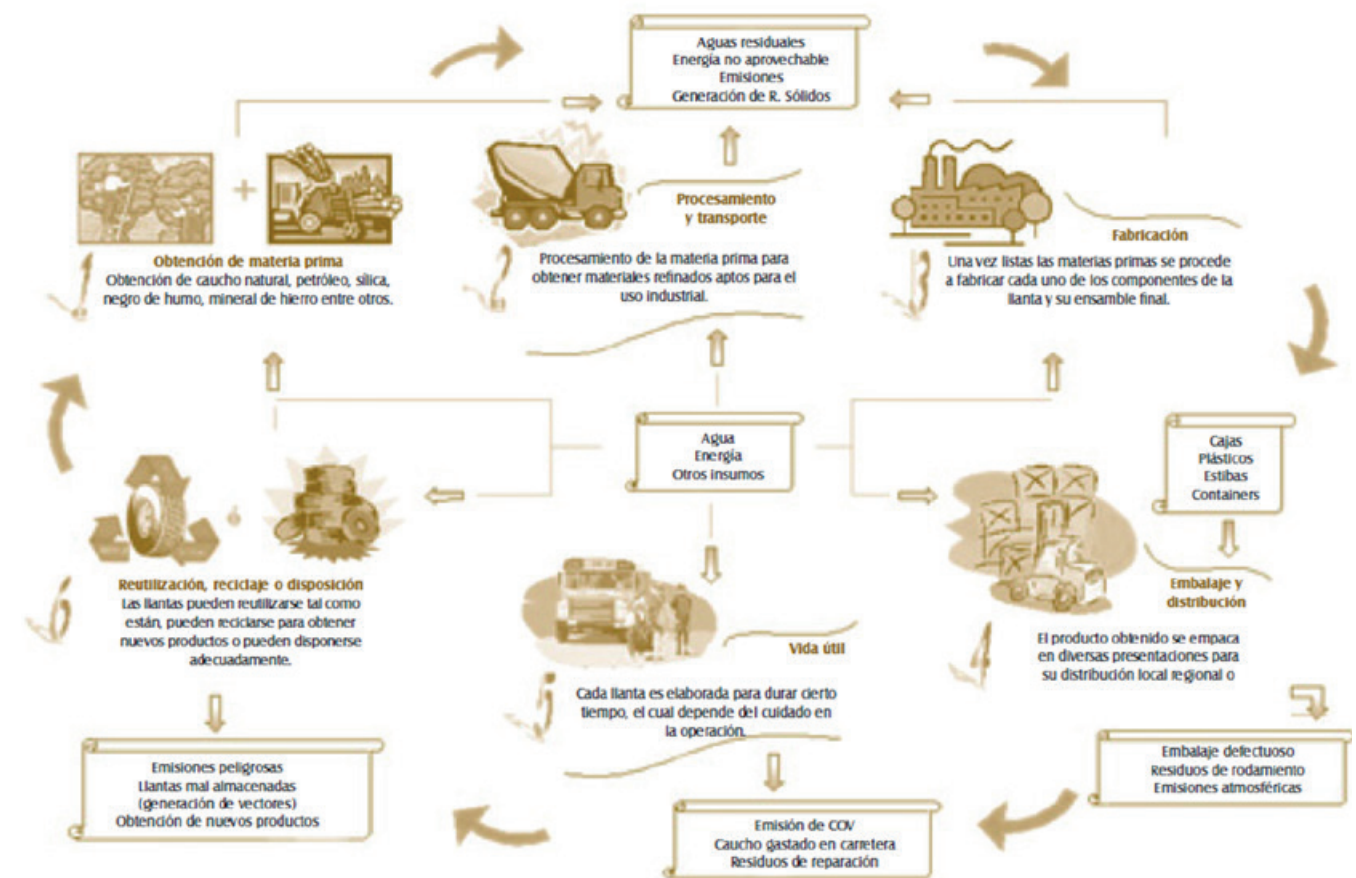 Aguas residuales
Energía no aprovechable
Emisiones
Generación de R. Sólidos
1
Obtención de materia prima
Obtención de caucho natural, petróleo, sílica,
negro de humo, mineral de hierro entre otros.
2
Procesamiento
y transporte
Procesamiento de la materia prima para
obtener materiales refinados aptos para el
uso industrial.
3
Fabricación
Una vez listas las materias primas se procede
a fabricar cada uno de los componentes de la
llanta y su ensamble final.
Agua
Energía
Otros insumos
Cajas
Plásticos
Estibas
Containers
4
Embalaje y
distribución
El producto obtenido se empaca
en diversas presentaciones para
su distribución local regional o
Embalaje defectuoso
Residuos de rodamiento
Emisiones atmosféricas
5
Vida útil
Cada llanta es elaborada para durar cierto
tiempo, el cual depende del cuidado en
la operación.
Emisión de COV
Caucho gastado en carretera
Residuos de reparación
ó
6
Reutilización, reciclaje o disposición
Las llantas pueden reutilizarse tal como
están, pueden reciclarse para obtener
nuevos productos o pueden disponerse
adecuadamente.
Emisiones peligrosas
Llantas mal almacenadas
(generación de vectores)
Obtención de nuevos productos